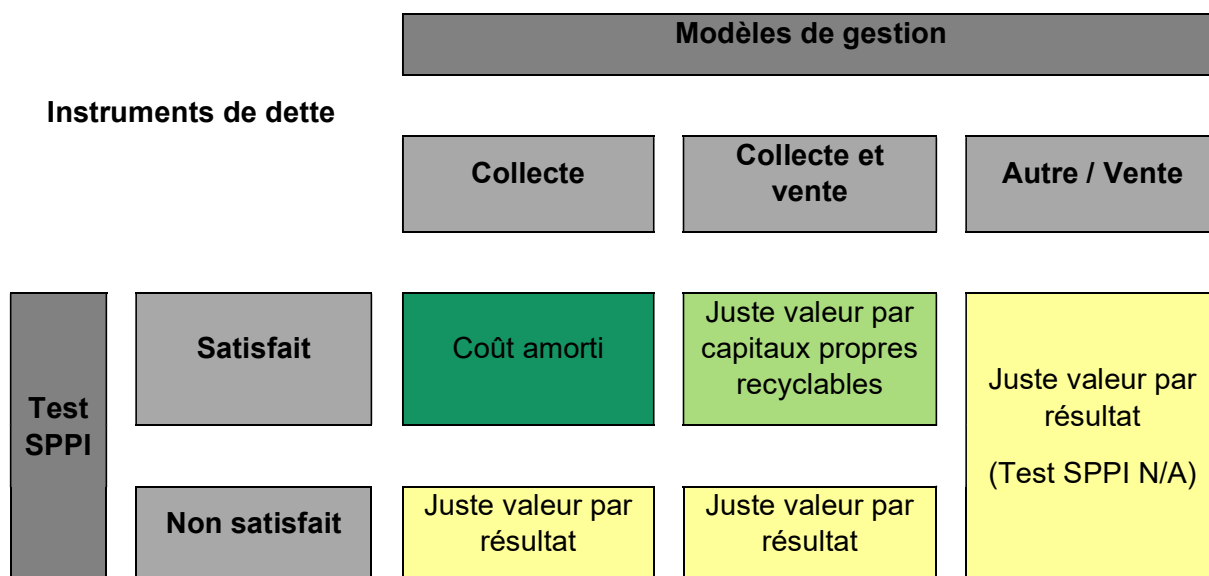 Modèles de gestion
Instruments de dette
Collecte
Collecte et
vente
Autre / Vente
Test
SPPI
Satisfait
Coût amorti
Juste valeur par
capitaux propres
recyclables
Juste valeur par
résultat
(Test SPPI N/A)
Non satisfait
Juste valeur par
résultat
Juste valeur par
résultat